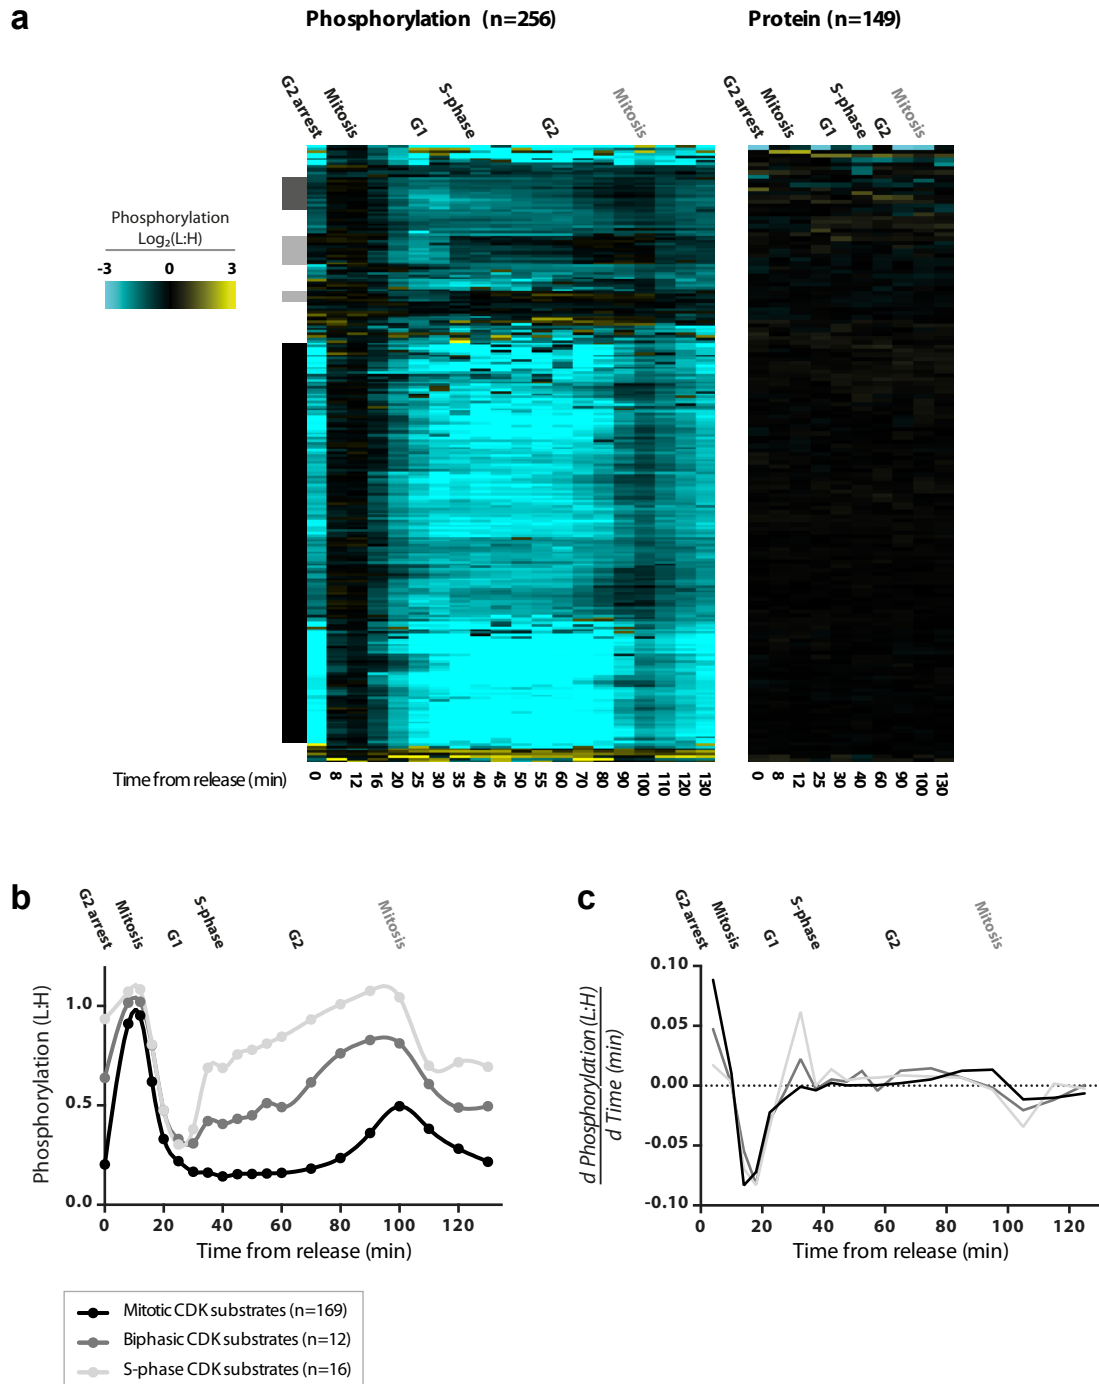 a
Phosphorylation (n=256)
Protein (n=149)
G2 arrest
Mitosis
G1
S-phase
G2
Mitosis
G2 arrest
Mitosis
G1
S-phase
G2
Mitosis
Phosphorylation
Log₂(L:H)
-3 0 3
Time from release (min)
0 8 12 16 20 25 30 35 40 45 50 55 60 70 80 90 100 110 120 130
0 8 12 25 30 40 60 90 100 130
b
G2 arrest
Mitosis
G1
S-phase
G2
Mitosis
Phosphorylation (L:H)
1.0
0.5
0.0
0 20 40 60 80 100 120
Time from release (min)
Mitotic CDK substrates (n=169)
Biphasic CDK substrates (n=12)
S-phase CDK substrates (n=16)
c
G2 arrest
Mitosis
G1
S-phase
G2
Mitosis
d Phosphorylation (L:H)
d Time (min)
0.10
0.05
0.00
-0.05
-0.10
0 20 40 60 80 100 120
Time from release (min)